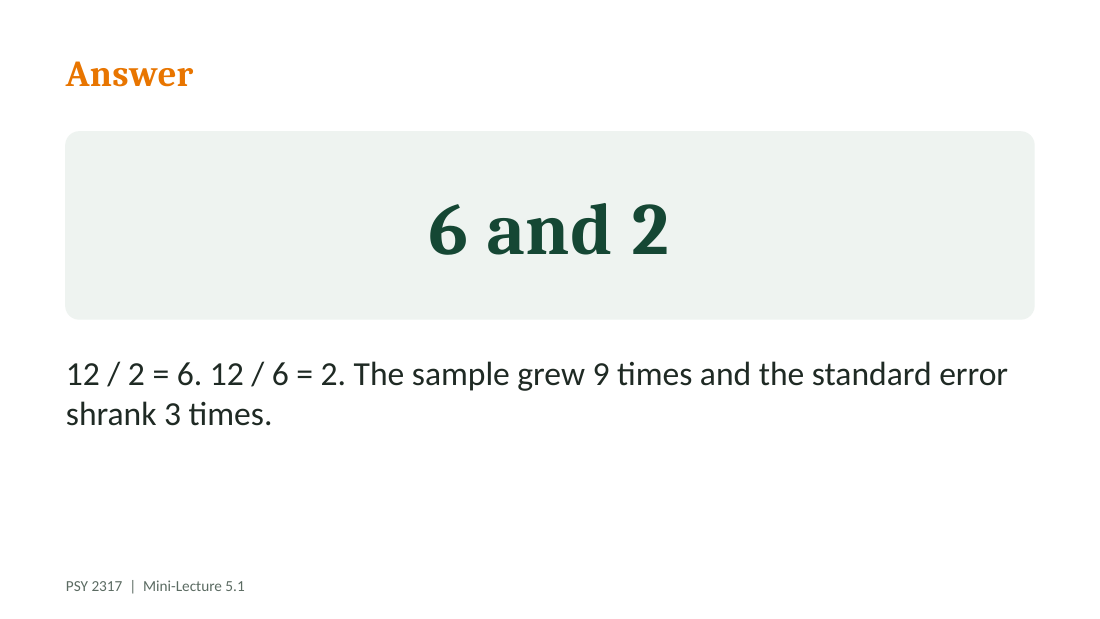 Answer
6 and 2
12 / 2 = 6. 12 / 6 = 2. The sample grew 9 times and the standard error
shrank 3 times.
PSY 2317 | Mini-Lecture 5.1